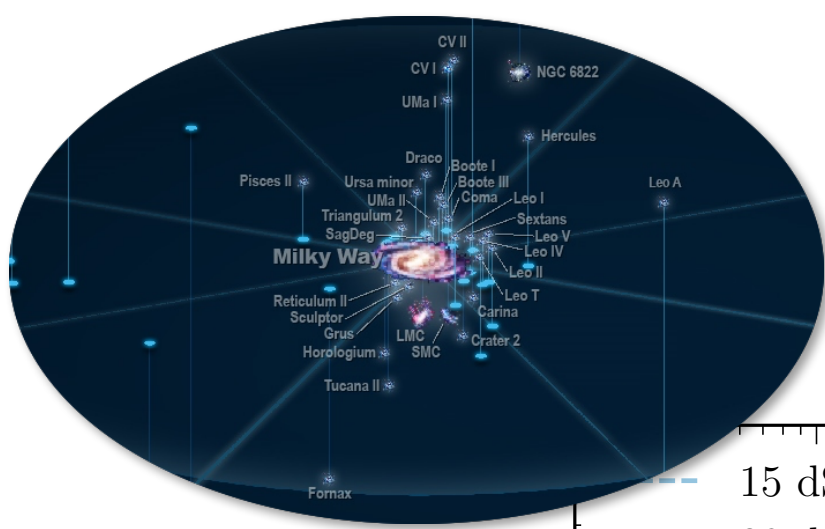 CV II
CV I
NGC 6822
UMa I
Hercules
Draco
Boote I
Pisces II
Ursa minor
Boote III
Leo A
UMa II
Coma
Leo I
Triangulum 2
Sextans
SagDeg
Leo V
Milky Way
Leo IV
Leo II
Reticulum II
Leo T
Sculptor
Carina
Grus
LMC
Crater 2
Horologium
SMC
Tucana II
15 d
Fornax